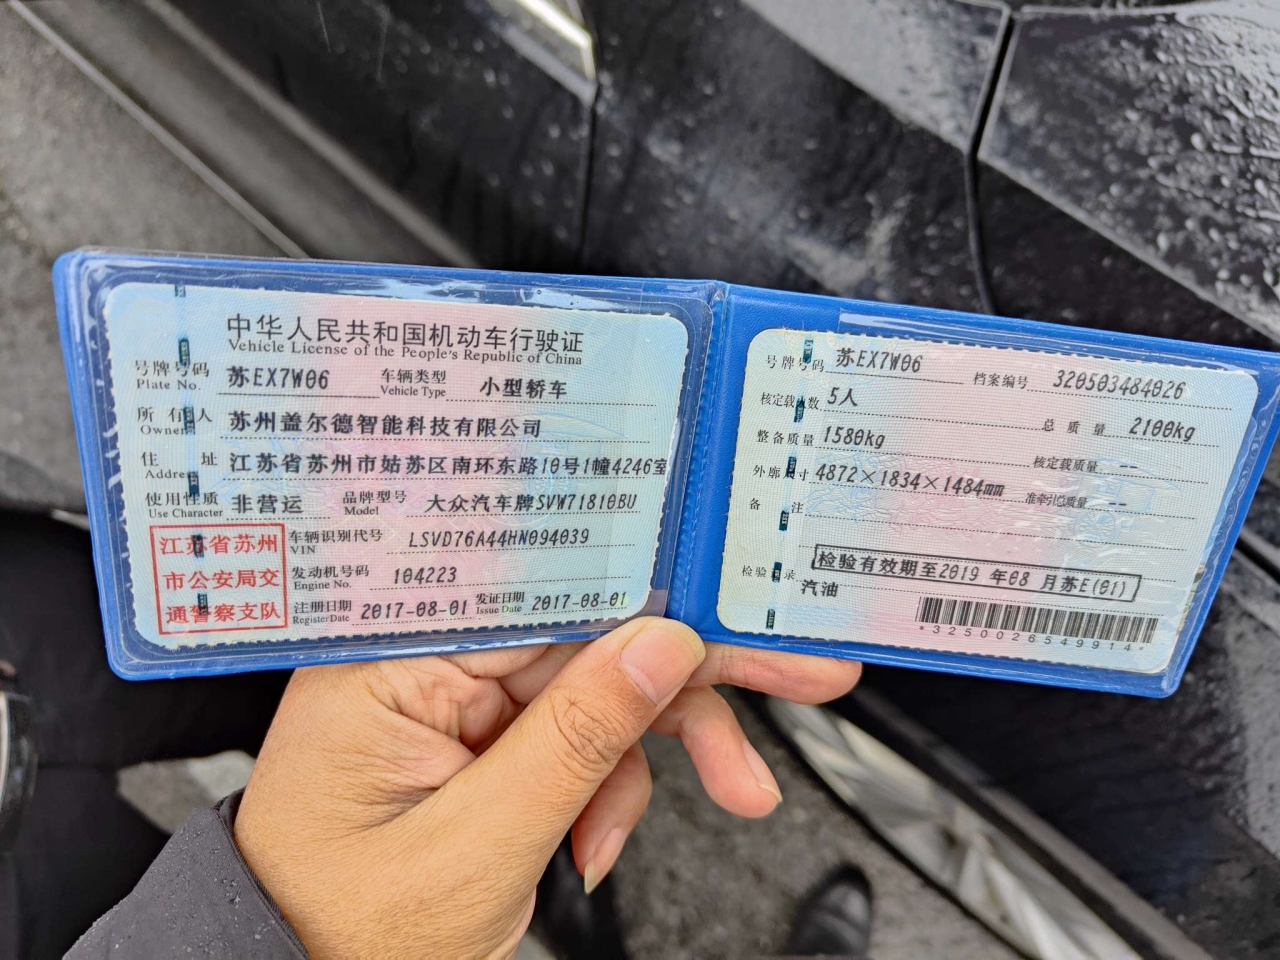 中华人民共和国机动车行驶证
Vehicle License of the People's Republic of China
号牌号码 苏EX7W06 车辆类型 小型轿车
Plate No. Vehicle Type
所有人 苏州盖尔德智能科技有限公司
Owner
住址 江苏省苏州市姑苏区南环东路10号1幢4246室
Address
使用性质 非营运 品牌型号 大众汽车牌SVW71810BU
Use Character Model
江苏省苏州
市公安局交
通警察支队
车辆识别代号 LSVD76A44HN094039
VIN
发动机号码 104223
Engine No.
注册日期 2017-08-01 发证日期 2017-08-01
Register Date Issue Date
号牌号码 苏EX7W06 档案编号 320503484026
核定载人数 5人 总质量 2100kg
整备质量 1580kg 核定载质量 --
外廓尺寸 4872×1834×1484mm 准牵引总质量 --
备注
检验记录 检验有效期至2019年08月苏E(01)
汽油
*3250026549914*